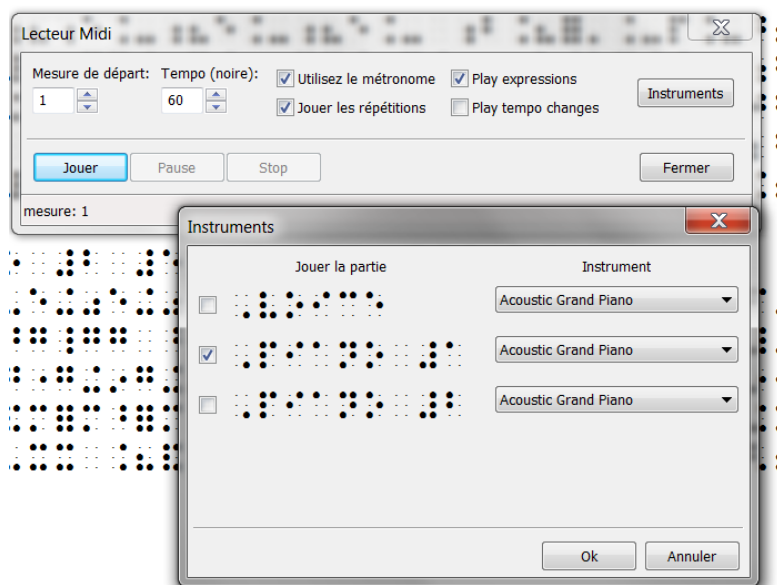 Lecteur Midi
Mesure de départ: Tempo (noire): Utilisez le métronome Play expressions
1 60 Jouer les répétitions Play tempo changes Instruments
Jouer Pause Stop Fermer
mesure: 1
Instruments
Jouer la partie Instrument
⠠⠧⠕⠊⠉⠑ Acoustic Grand Piano
⠠⠏⠊⠁⠝⠕⠀⠼⠁ Acoustic Grand Piano
⠠⠏⠊⠁⠝⠕⠀⠼⠃ Acoustic Grand Piano
Ok Annuler